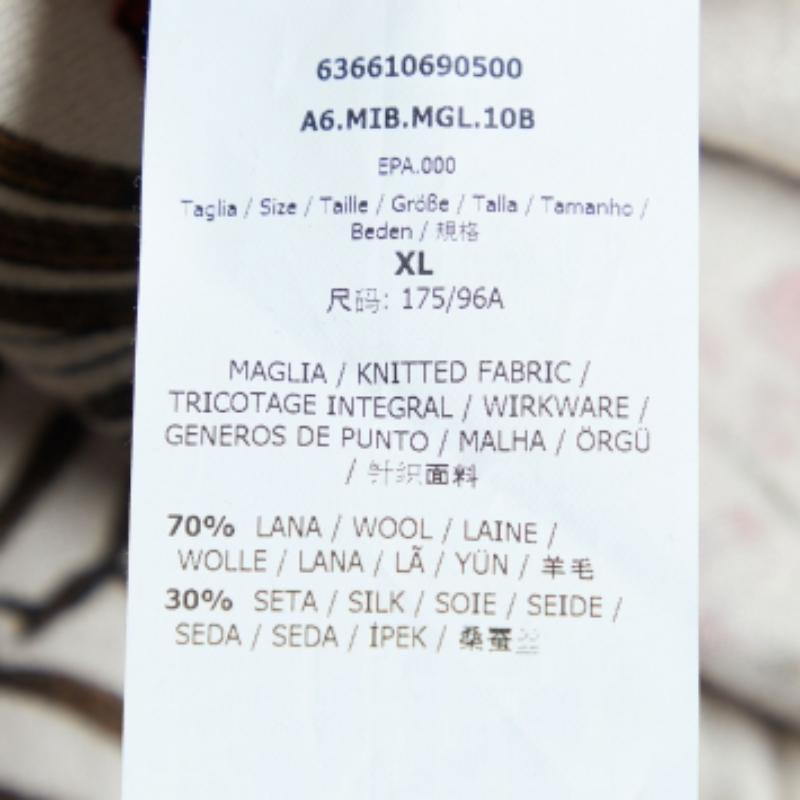 636610690500
A6.MIB.MGL.10B
EPA.000
Taglia / Size / Taille / Größe / Talla / Tamanho /
Beden / 規格
XL
尺码: 175/96A
MAGLIA / KNITTED FABRIC /
TRICOTAGE INTEGRAL / WIRKWARE /
GENEROS DE PUNTO / MALHA / ÖRGÜ
/ 针织面料
70% LANA / WOOL / LAINE /
WOLLE / LANA / LÃ / YÜN / 羊毛
30% SETA / SILK / SOIE / SEIDE /
SEDA / SEDA / İPEK / 桑蚕丝